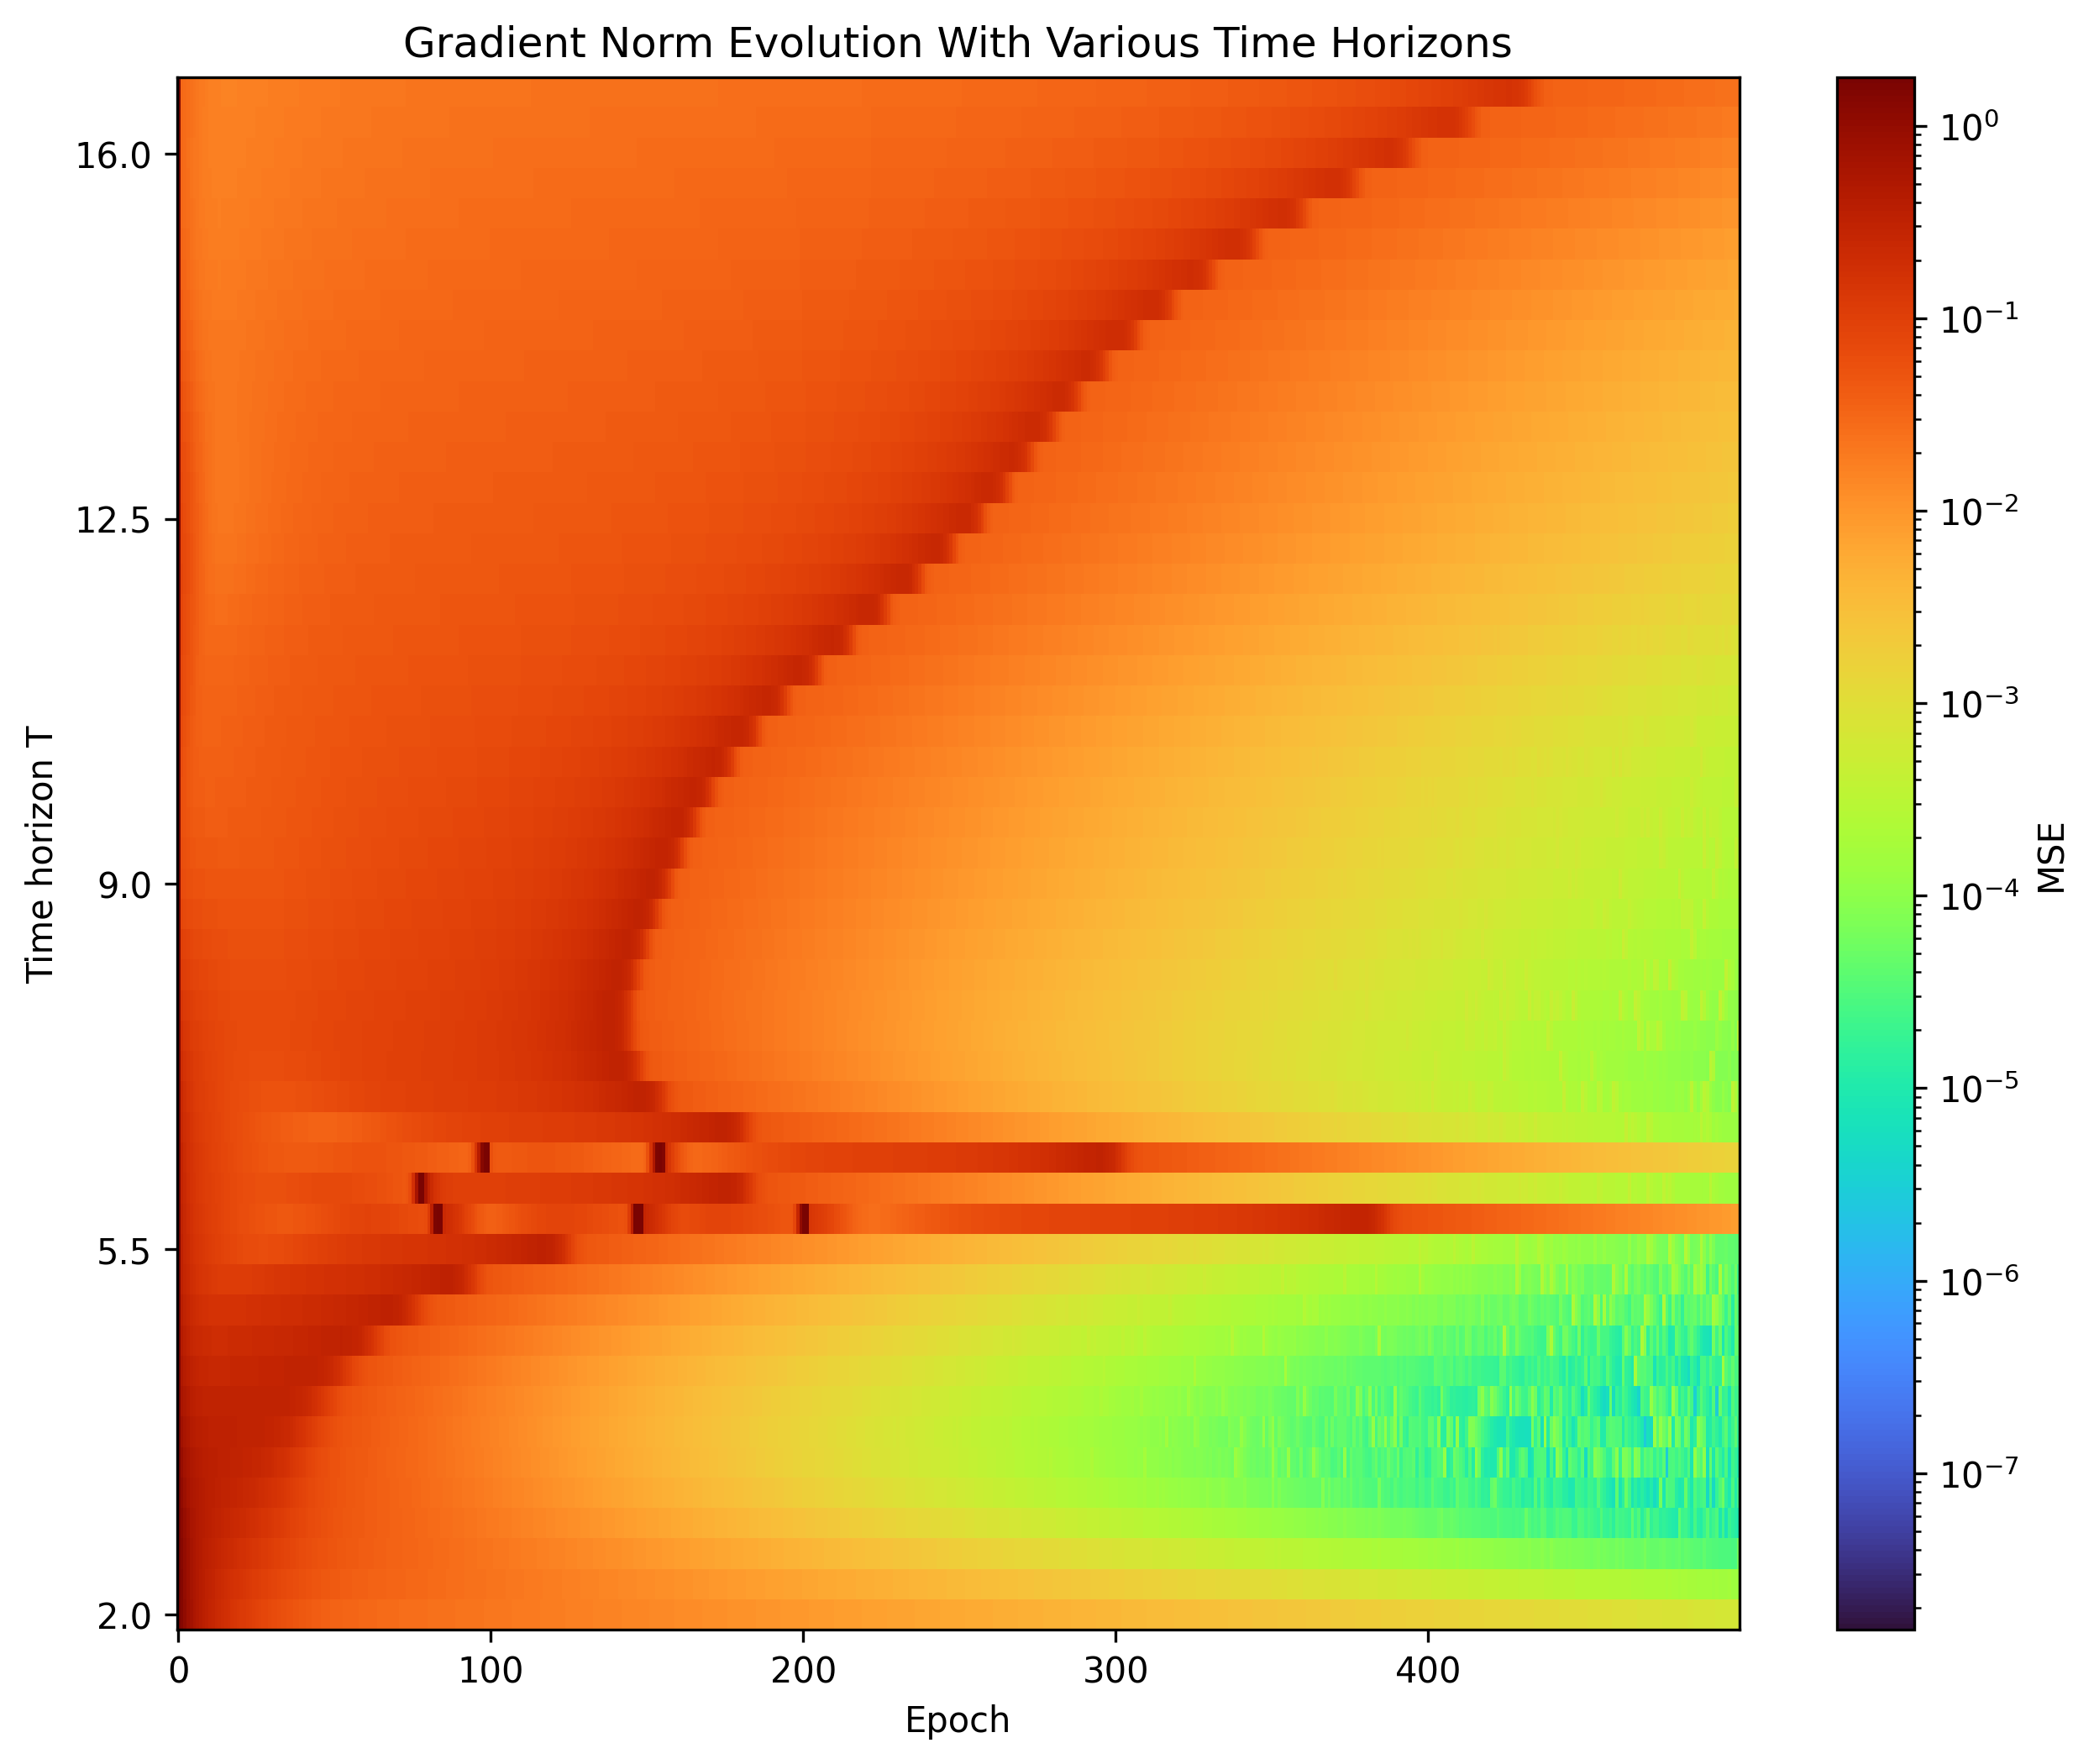 Gradient Norm Evolution With Various Time Horizons
Time horizon T
16.0
12.5
9.0
5.5
2.0
0 100 200 300 400
Epoch
10⁰
10⁻¹
10⁻²
10⁻³
10⁻⁴
10⁻⁵
10⁻⁶
10⁻⁷
MSE